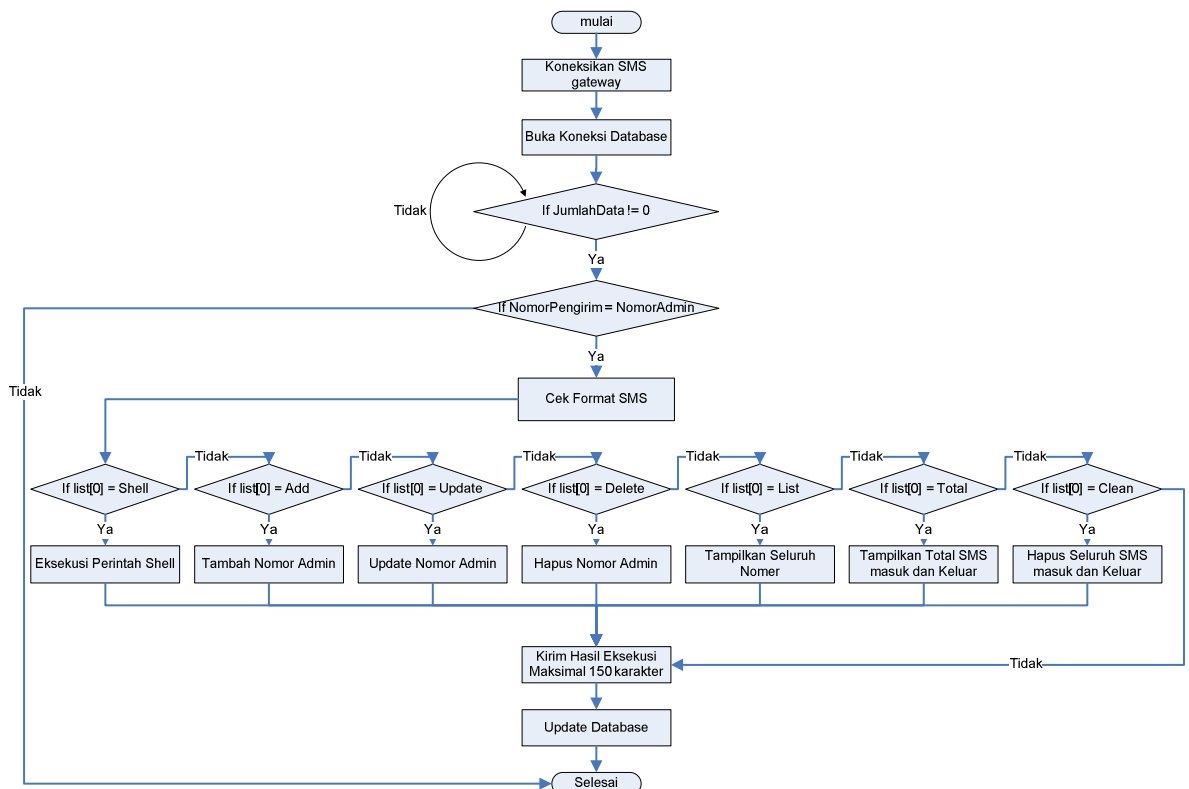 mulai
Koneksikan SMS
gateway
Buka Koneksi Database
Tidak
If JumlahData != 0
Ya
If NomorPengirim = NomorAdmin
Ya
Tidak
Cek Format SMS
Tidak
Tidak
Tidak
Tidak
Tidak
Tidak
If list[0] = Shell
If list[0] = Add
If list[0] = Update
If list[0] = Delete
If list[0] = List
If list[0] = Total
If list[0] = Clean
Ya
Ya
Ya
Ya
Ya
Ya
Ya
Eksekusi Perintah Shell
Tambah Nomor Admin
Update Nomor Admin
Hapus Nomor Admin
Tampilkan Seluruh
Nomer
Tampilkan Total SMS
masuk dan Keluar
Hapus Seluruh SMS
masuk dan Keluar
Kirim Hasil Eksekusi
Maksimal 150 karakter
Tidak
Update Database
Selesai